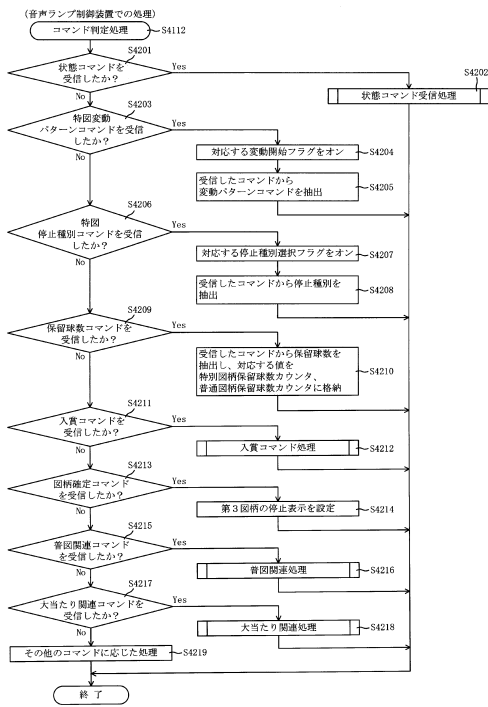 (音声ランプ制御装置での処理)
コマンド判定処理
S4112
S4201
状態コマンドを
受信したか?
Yes
No
S4202
状態コマンド受信処理
S4203
特図変動
パターンコマンドを受信
したか?
Yes
No
対応する変動開始フラグをオン
S4204
受信したコマンドから
変動パターンコマンドを抽出
S4205
S4206
特図
停止種別コマンドを受信
したか?
Yes
No
対応する停止種別選択フラグをオン
S4207
受信したコマンドから停止種別を
抽出
S4208
S4209
保留球数コマンドを
受信したか?
Yes
No
受信したコマンドから保留球数を
抽出し、対応する値を
特別図柄保留球数カウンタ、
普通図柄保留球数カウンタに格納
S4210
S4211
入賞コマンドを
受信したか?
Yes
No
入賞コマンド処理
S4212
S4213
図柄確定コマンド
を受信したか?
Yes
No
第3図柄の停止表示を設定
S4214
S4215
普図関連コマンド
を受信したか?
Yes
No
普図関連処理
S4216
S4217
大当たり関連コマンドを
受信したか?
Yes
No
大当たり関連処理
S4218
その他のコマンドに応じた処理
S4219
終了